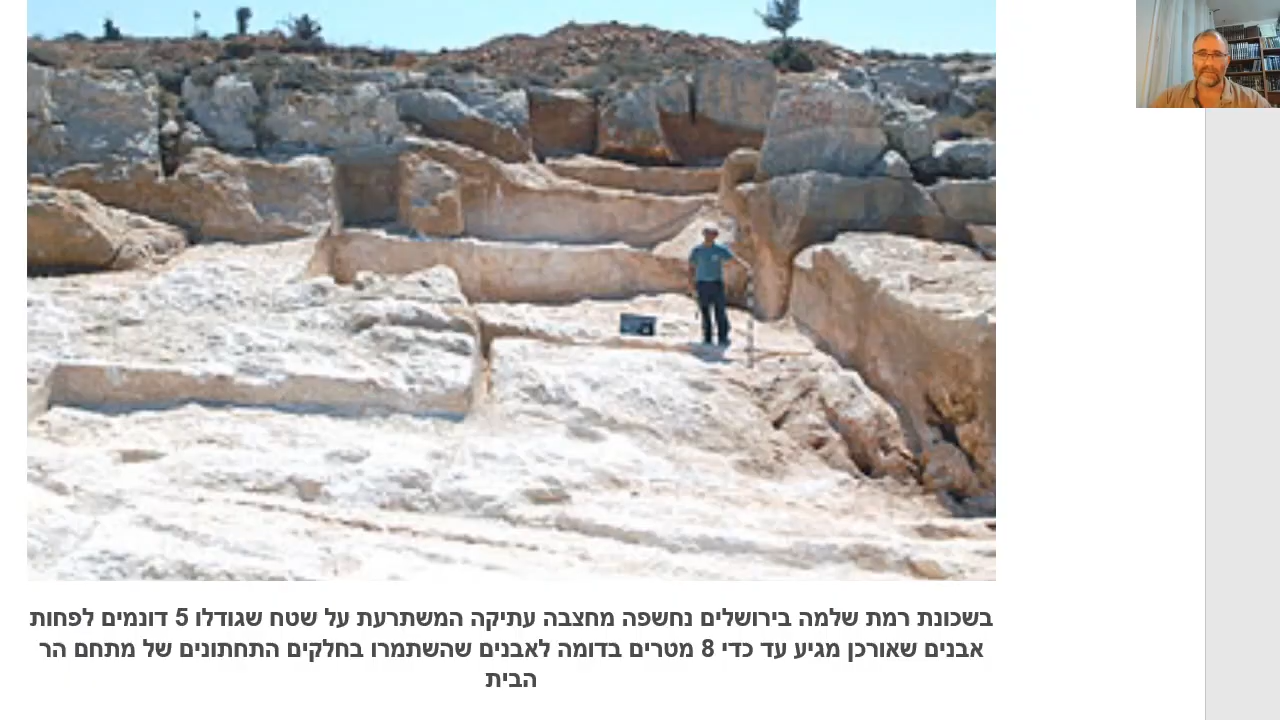 בשכונת רמת שלמה בירושלים נחשפה מחצבה עתיקה המשתרעת על שטח שגודלו 5 דונמים לפחות
אבנים שאורכן מגיע עד כדי 8 מטרים בדומה לאבנים שהשתמרו בחלקים התחתונים של מתחם הר
הבית